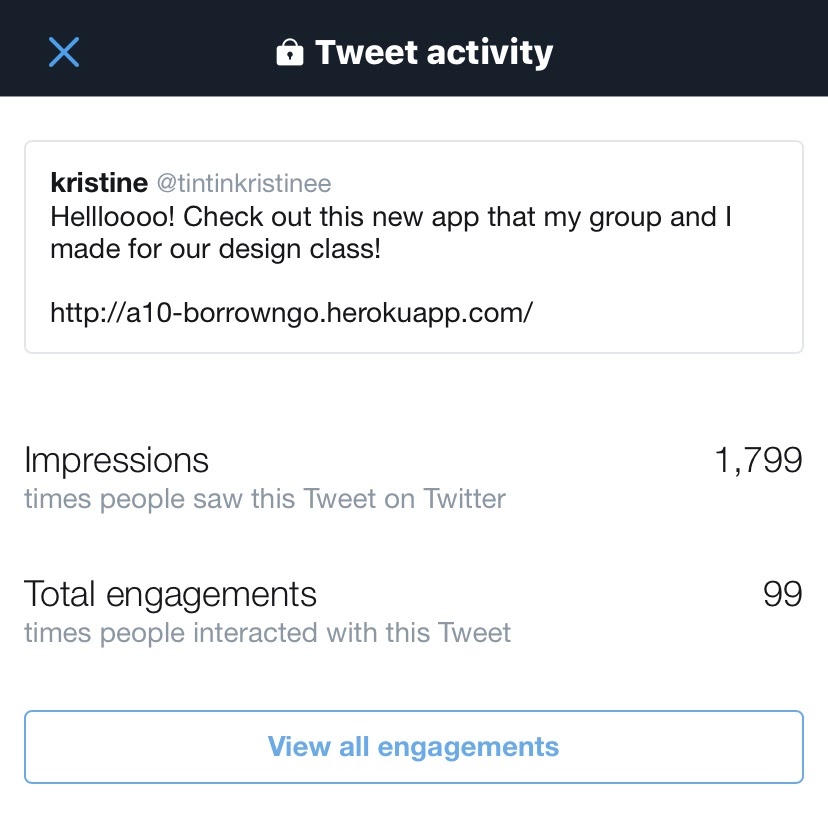 Tweet activity
kristine @tintinkristinee
Hellloooo! Check out this new app that my group and I
made for our design class!
http://a10-borrowngo.herokuapp.com/
Impressions 1,799
times people saw this Tweet on Twitter
Total engagements 99
times people interacted with this Tweet
View all engagements